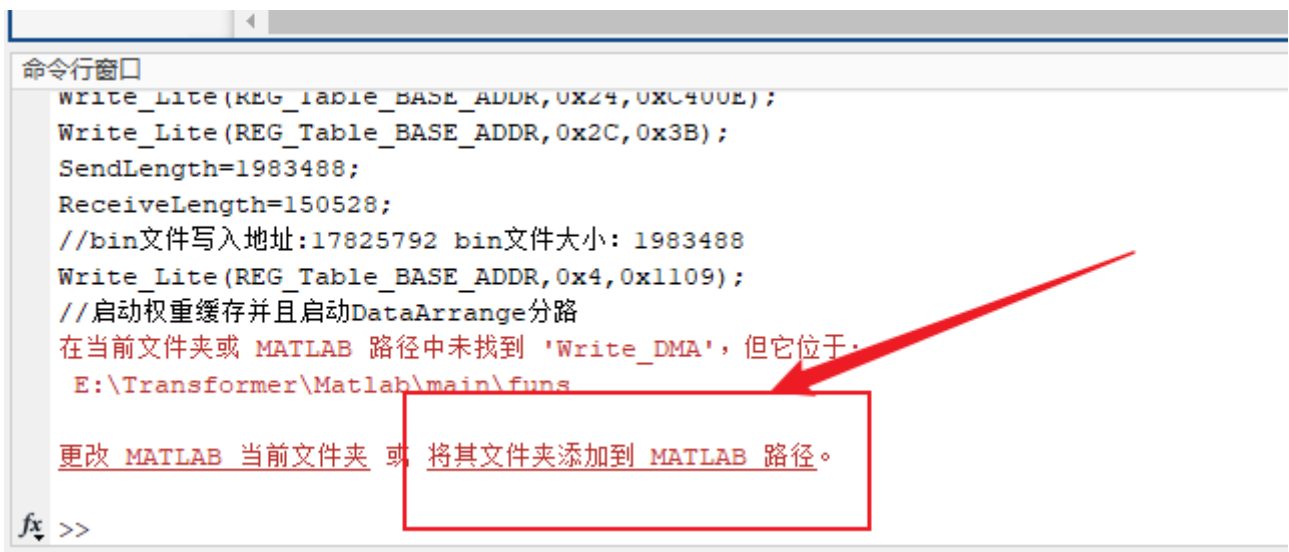 命令行窗口
Write_Lite(REG_Table_BASE_ADDR,0x24,0xC400E);
Write_Lite(REG_Table_BASE_ADDR,0x2C,0x3B);
SendLength=1983488;
ReceiveLength=150528;
//bin文件写入地址:17825792 bin文件大小：1983488
Write_Lite(REG_Table_BASE_ADDR,0x4,0x1109);
//启动权重缓存并且启动DataArrange分路
在当前文件夹或 MATLAB 路径中未找到 'Write_DMA'，但它位于:
E:\Transformer\Matlab\main\funs
更改 MATLAB 当前文件夹 或 将其文件夹添加到 MATLAB 路径。
fx >>